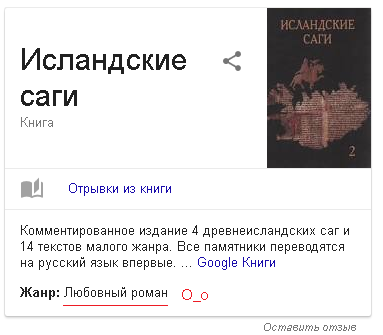 Исландские
саги
Книга
ИСЛАНДСКИЕ
САГИ
2
Отрывки из книги
Комментированное издание 4 древнеисландских саг и
14 текстов малого жанра. Все памятники переводятся
на русский язык впервые. ... Google Книги
Жанр: Любовный роман O_o
Оставить отзыв